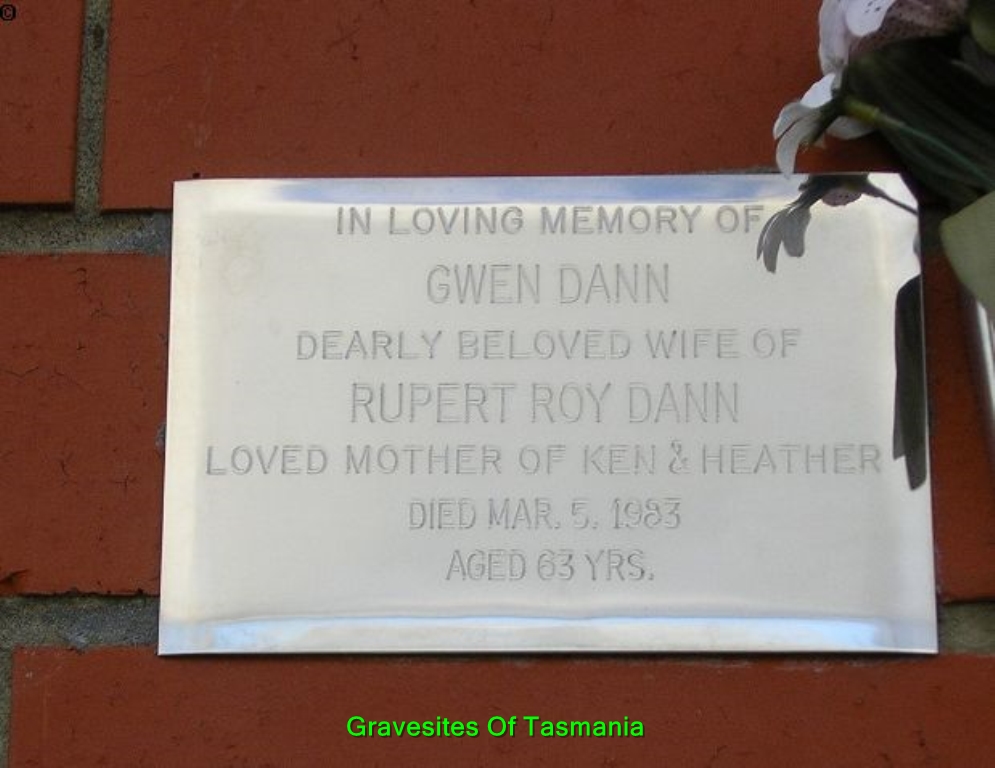 ©
IN LOVING MEMORY OF
GWEN DANN
DEARLY BELOVED WIFE OF
RUPERT ROY DANN
LOVED MOTHER OF KEN & HEATHER
DIED MAR. 5, 1983
AGED 63 YRS.
Gravesites Of Tasmania